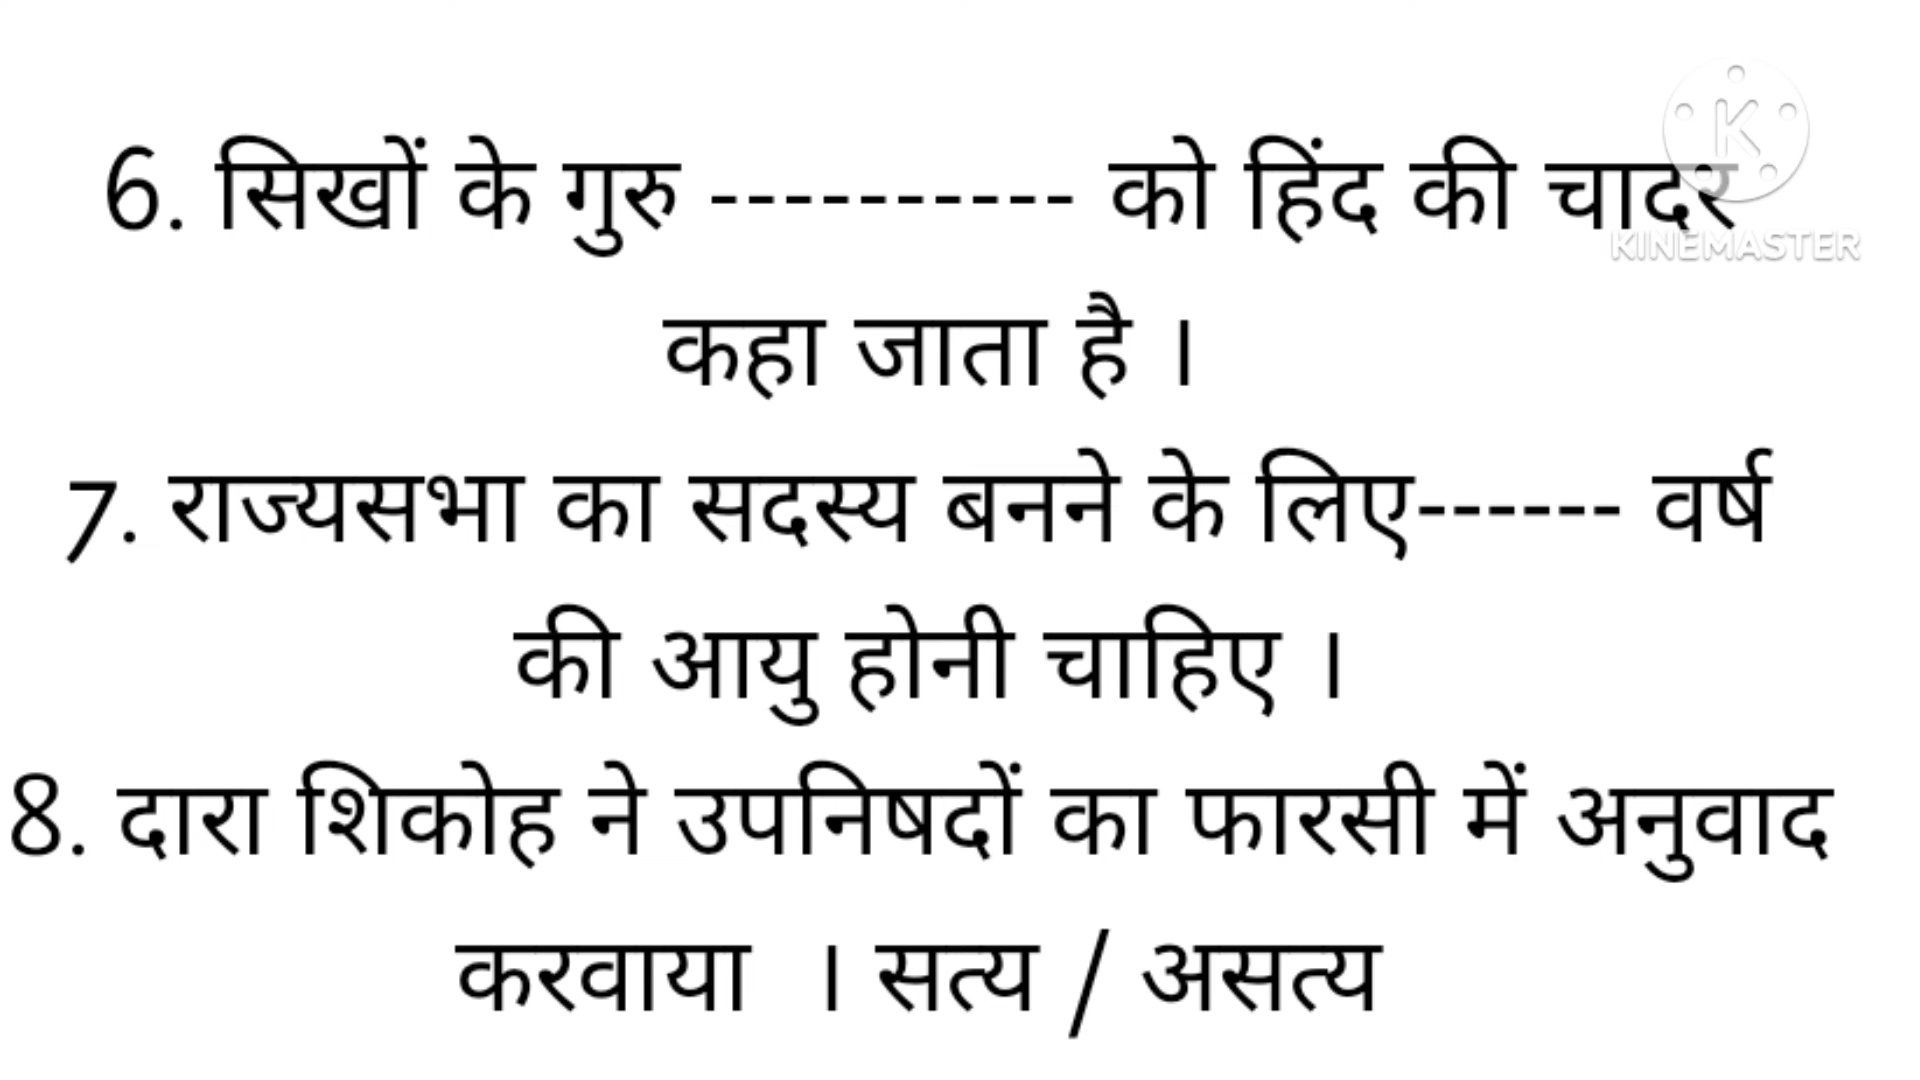 6. सिखों के गुरु ---------- को हिंद की चादर
KINEMASTER
कहा जाता है ।
7. राज्यसभा का सदस्य बनने के लिए------ वर्ष
की आयु होनी चाहिए ।
8. दारा शिकोह ने उपनिषदों का फारसी में अनुवाद
करवाया । सत्य / असत्य